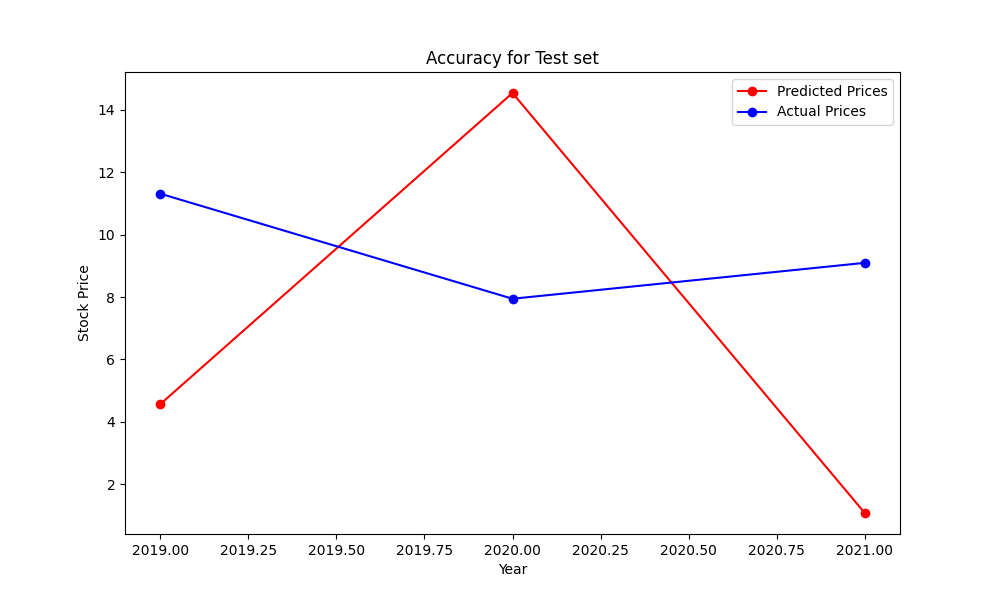 Accuracy for Test set
Predicted Prices
Actual Prices
14
12
10
8
6
4
2
Stock Price
2019.00 2019.25 2019.50 2019.75 2020.00 2020.25 2020.50 2020.75 2021.00
Year